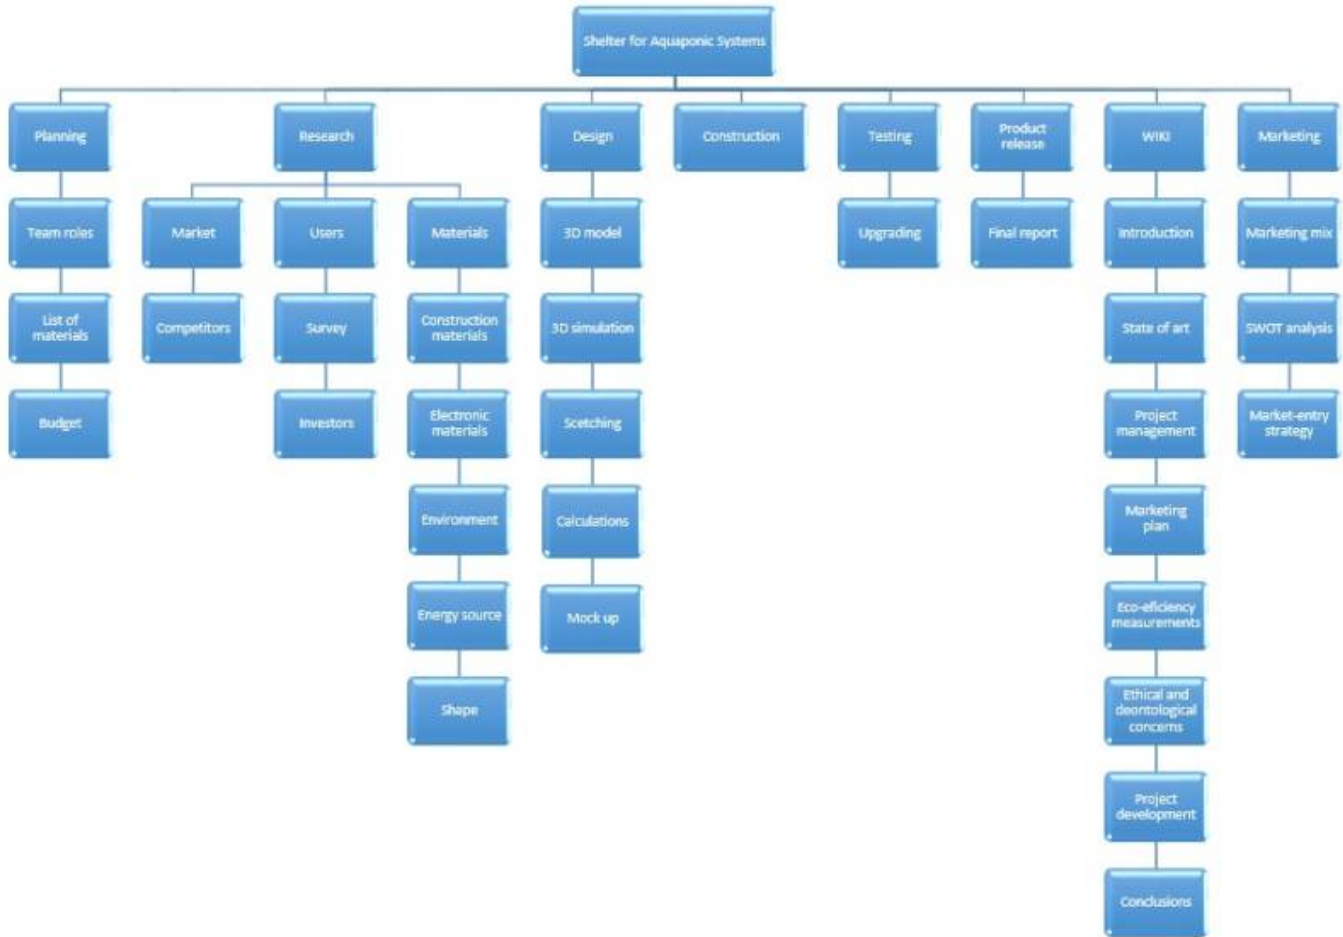 Shelter for Aquaponic Systems
Planning
Research
Design
Construction
Testing
Product
release
WIKI
Marketing
Team roles
Market
Users
Materials
3D model
Upgrading
Final report
Introduction
Marketing mix
List of
materials
Competitors
Survey
Construction
materials
3D simulation
State of art
SWOT analysis
Budget
Investors
Electronic
materials
Scetching
Project
management
Market-entry
strategy
Environment
Calculations
Marketing
plan
Energy source
Mock up
Eco-eficiency
measurements
Shape
Ethical and
deontological
concerns
Project
development
Conclusions